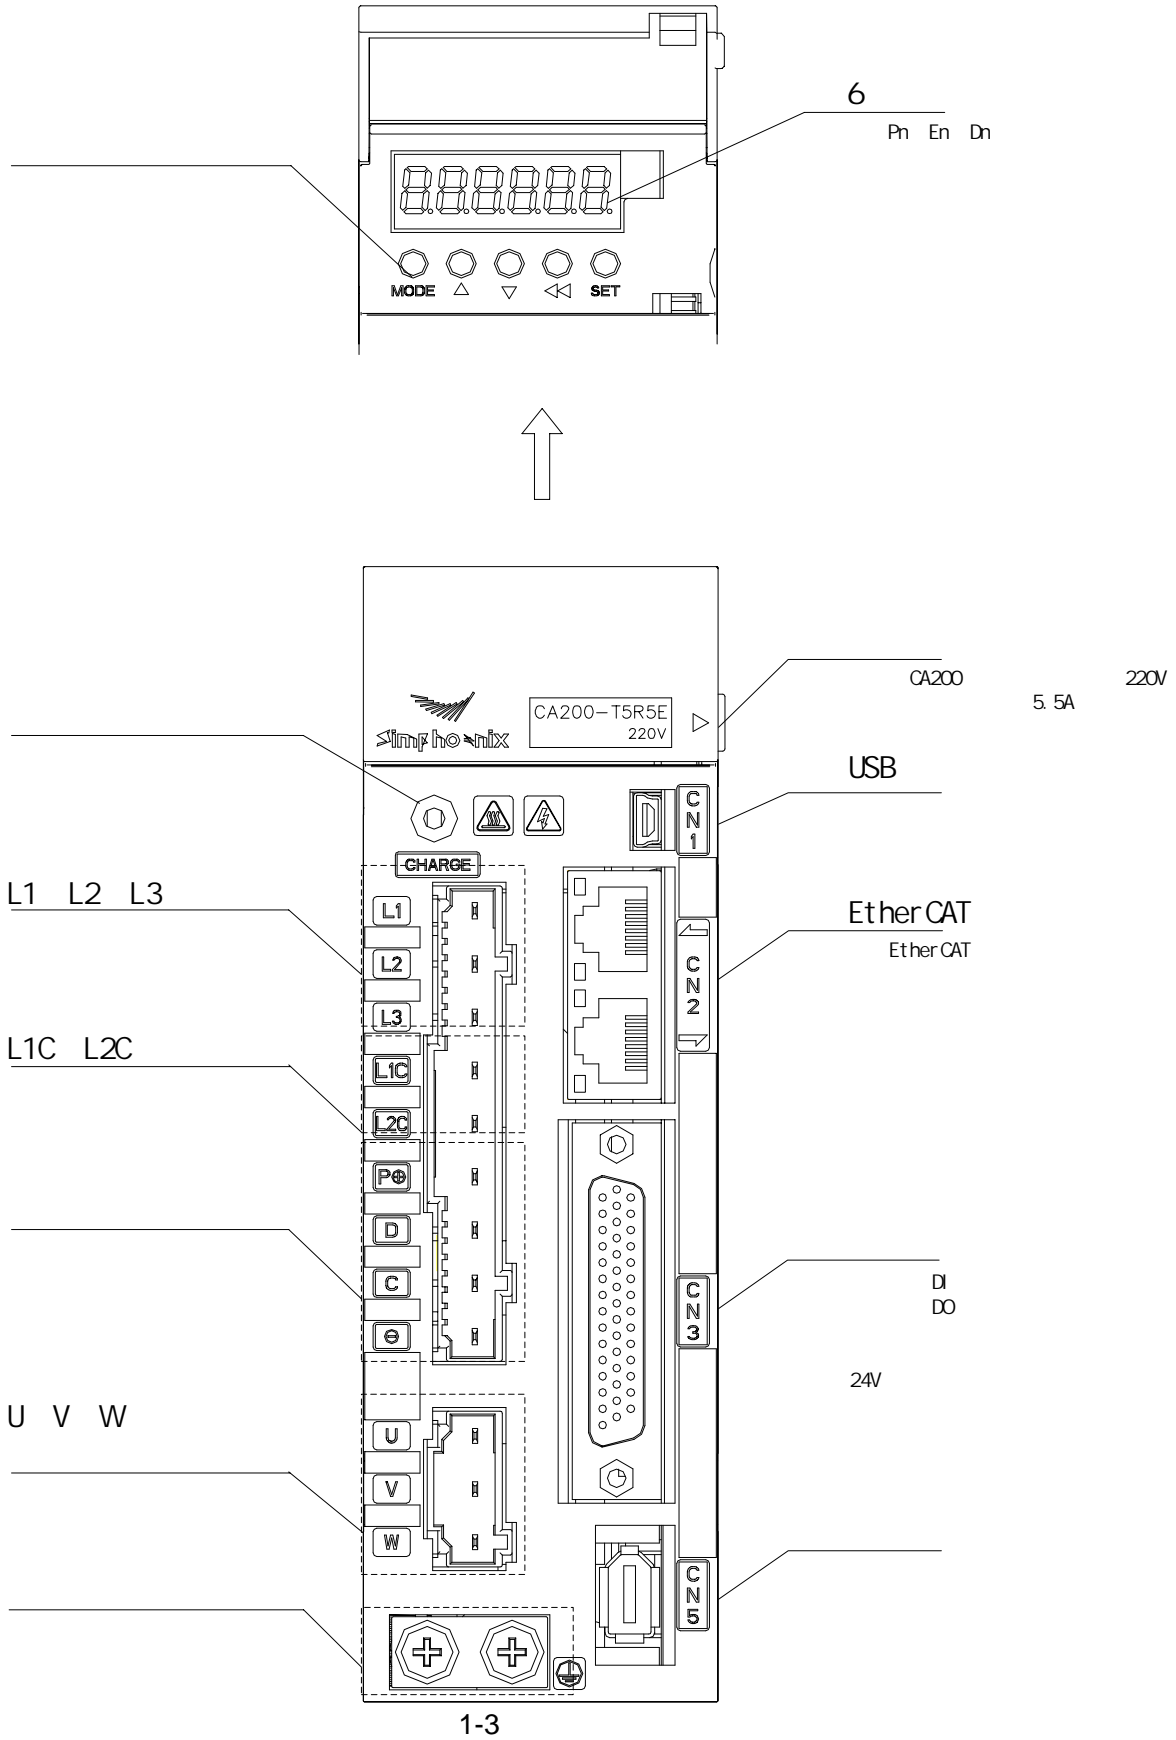 6
Pn En Dn
MODE SET
CA200-T5R5E
220V
Simphoenix
CA200 220V
5.5A
USB
CN1
CHARGE
L1 L2 L3
L1
L2
L3
EtherCAT
EtherCAT
CN2
L1C L2C
L1C
L2C
P⊕
D
C
⊖
DI
DO
CN3
24V
U V W
U
V
W
CN5
1-3